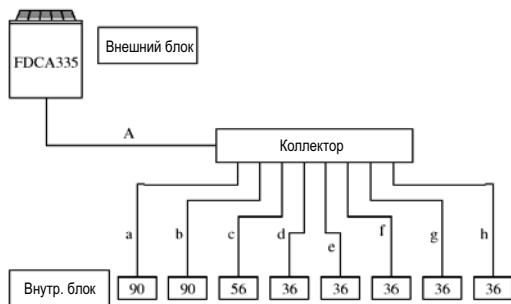 FDCA335
Внешний блок
A
Коллектор
a b c d e f g h
Внутр. блок 90 90 56 36 36 36 36 36